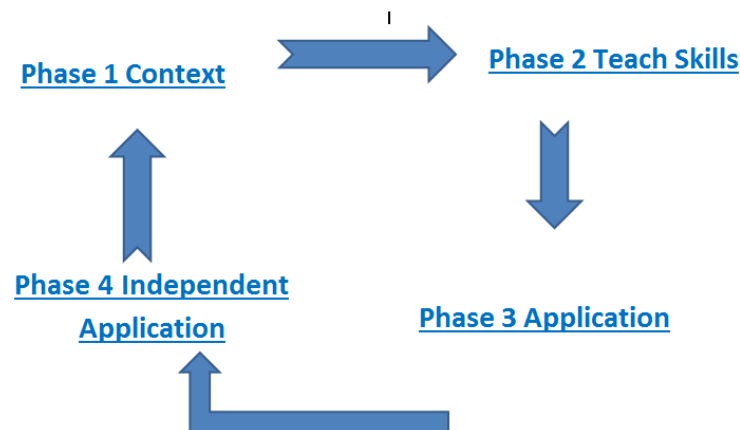 Phase 1 Context
Phase 2 Teach Skills
Phase 4 Independent
Application
Phase 3 Application